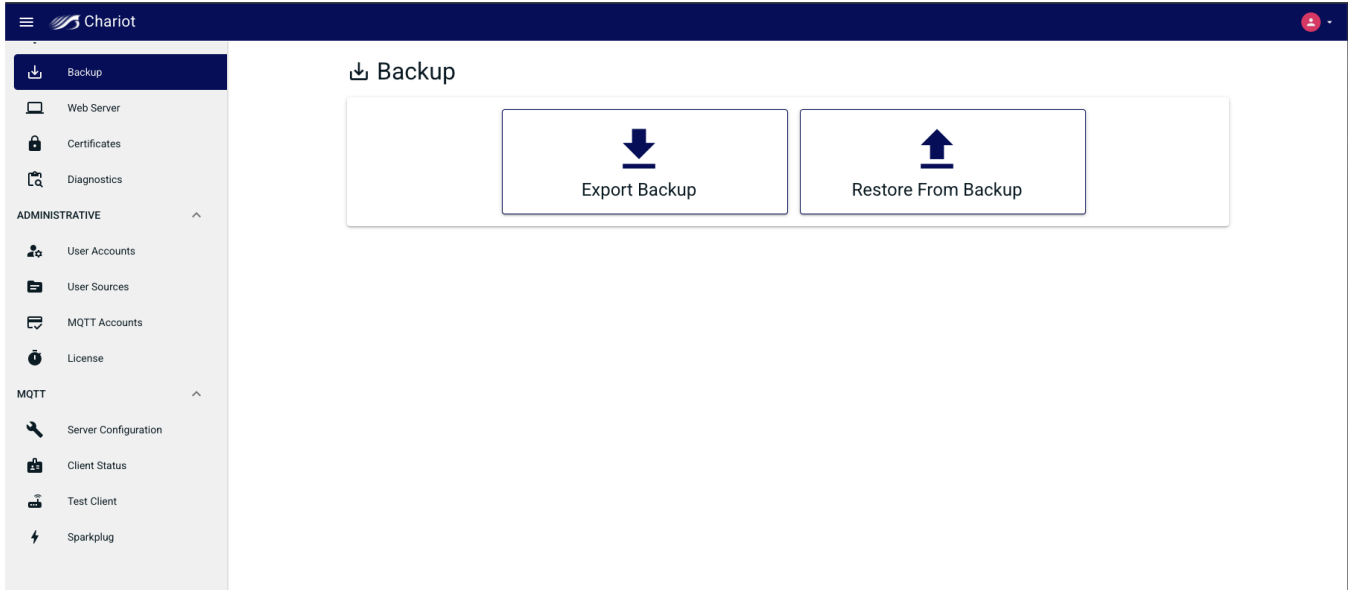 Chariot
Backup
Web Server
Certificates
Diagnostics
ADMINISTRATIVE
User Accounts
User Sources
MQTT Accounts
License
MQTT
Server Configuration
Client Status
Test Client
Sparkplug
Backup
Export Backup
Restore From Backup